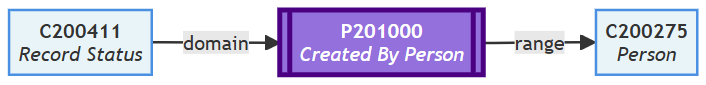 C200411
Record Status
domain
P201000
Created By Person
range
C200275
Person